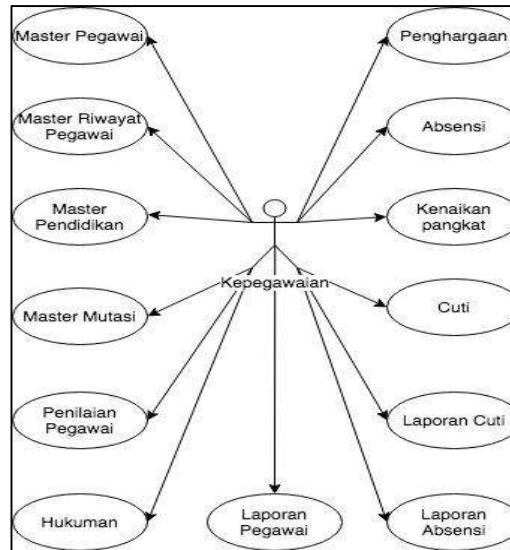 Master Pegawai
Penghargaan
Master Riwayat
Pegawai
Absensi
Master
Pendidikan
Kenaikan
pangkat
Kepegawaian
Master Mutasi
Cuti
Penilaian
Pegawai
Laporan Cuti
Hukuman
Laporan
Pegawai
Laporan
Absensi